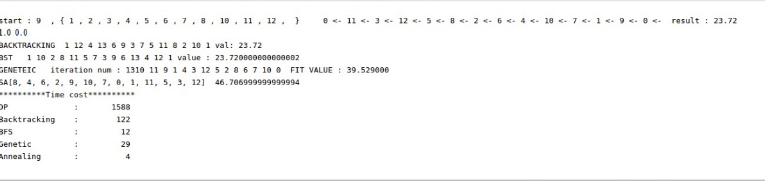 start : 9 , { 1 , 2 , 3 , 4 , 5 , 6 , 7 , 8 , 10 , 11 , 12 , } 0 <- 11 <- 3 <- 12 <- 5 <- 8 <- 2 <- 6 <- 4 <- 10 <- 7 <- 1 <- 9 <- 0 <- result : 23.72
1.0 0.0
BACKTRACKING 1 12 4 13 6 9 3 7 5 11 8 2 10 1 val: 23.72
BST 1 10 2 8 11 5 7 3 9 6 13 4 12 1 value : 23.720000000000002
GENETEIC iteration num : 1310 11 9 1 4 3 12 5 2 8 6 7 10 0 FIT VALUE : 39.529000
SA[8, 4, 6, 2, 9, 10, 7, 0, 1, 11, 5, 3, 12] 46.706999999999994
**********Time cost**********
DP : 1588
Backtracking : 122
BFS : 12
Genetic : 29
Annealing : 4